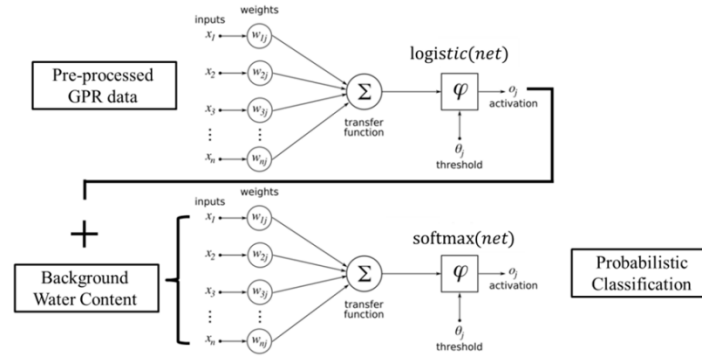 weights
inputs
x1
w1j
logistic(net)
Pre-processed
GPR data
x2
w2j
x3
w3j
Σ
φ
oj
activation
transfer
function
xn
wnj
θj
threshold
weights
inputs
+
x1
w1j
softmax(net)
Background
Water Content
x2
w2j
x3
w3j
Σ
φ
oj
activation
Probabilistic
Classification
transfer
function
xn
wnj
θj
threshold